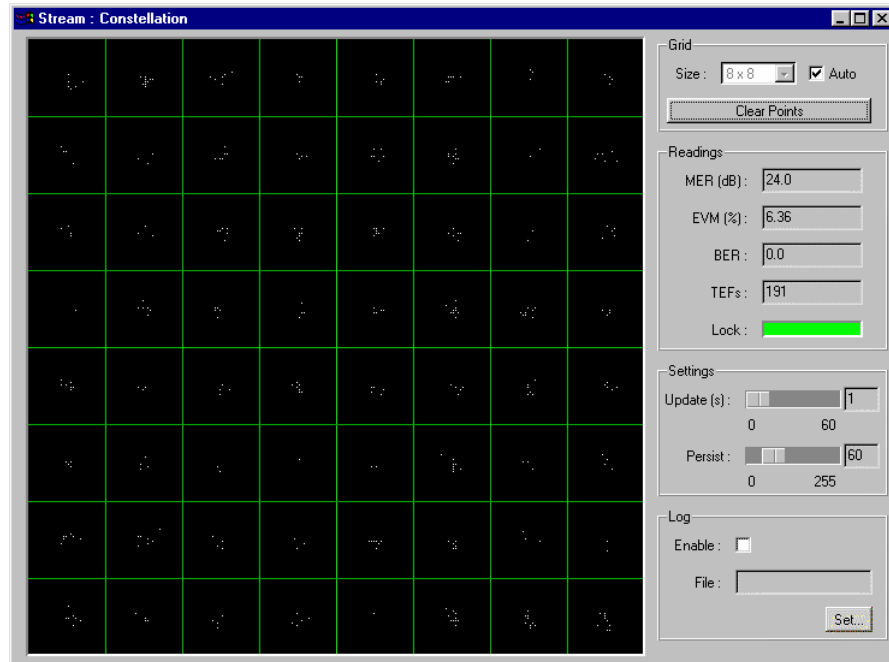 Stream : Constellation
Grid
Size : 8 x 8 Auto
Clear Points
Readings
MER (dB) : 24.0
EVM (%) : 6.36
BER : 0.0
TEFs : 191
Lock :
Settings
Update (s) : 1
0 60
Persist : 60
0 255
Log
Enable :
File :
Set...